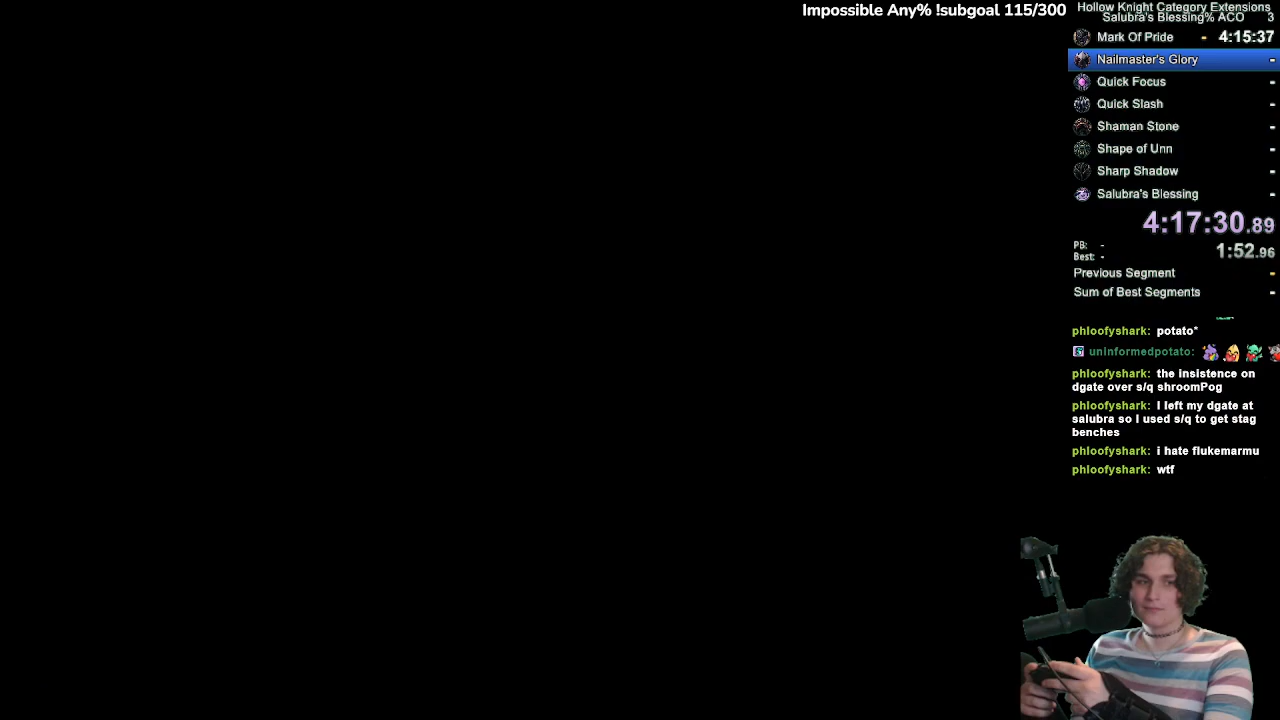 Impossible Any% !subgoal 115/300
Hollow Knight Category Extensions
Salubra's Blessing% ACO 3
Mark Of Pride - 4:15:37
Nailmaster's Glory -
Quick Focus -
Quick Slash -
Shaman Stone -
Shape of Unn -
Sharp Shadow -
Salubra's Blessing -
4:17:30.89
PB: -
Best: -
1:52.96
Previous Segment -
Sum of Best Segments -
phloofyshark: potato*
uninformedpotato:
phloofyshark: the insistence on
dgate over s/q shroomPog
phloofyshark: I left my dgate at
salubra so I used s/q to get stag
benches
phloofyshark: i hate flukemarmu
phloofyshark: wtf